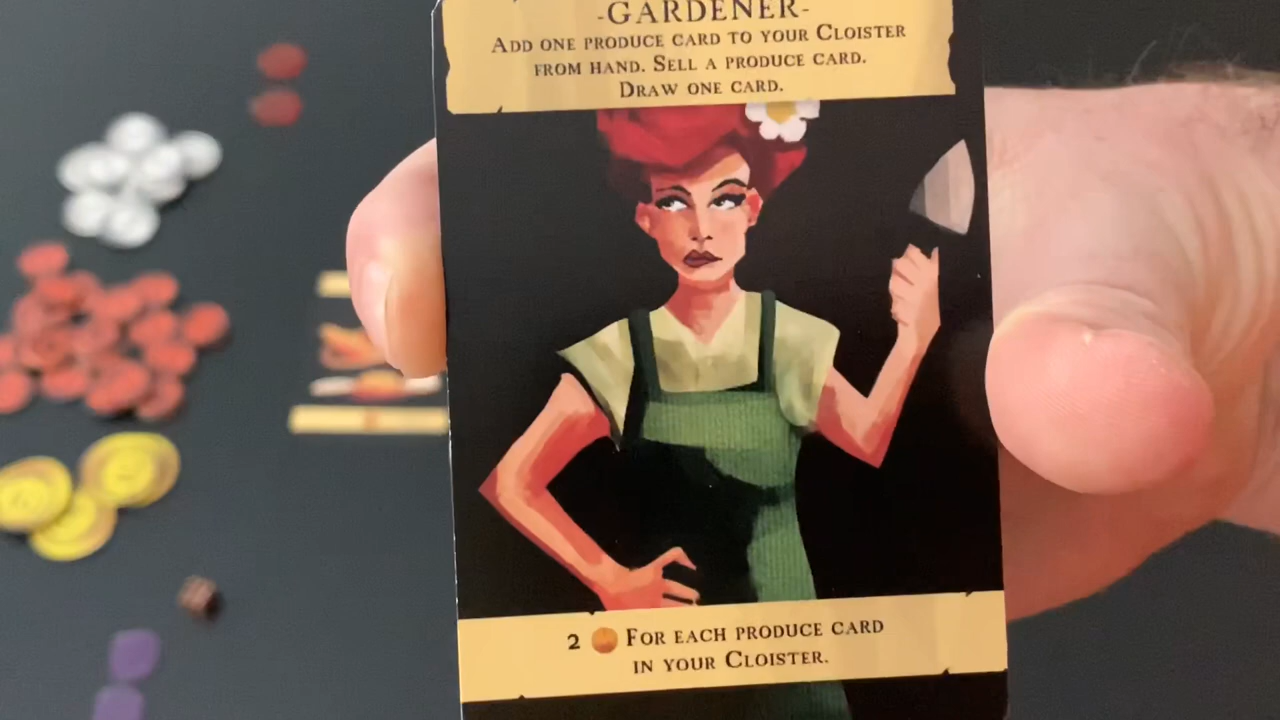 -GARDENER-
ADD ONE PRODUCE CARD TO YOUR CLOISTER
FROM HAND. SELL A PRODUCE CARD.
DRAW ONE CARD.
2 FOR EACH PRODUCE CARD
IN YOUR CLOISTER.